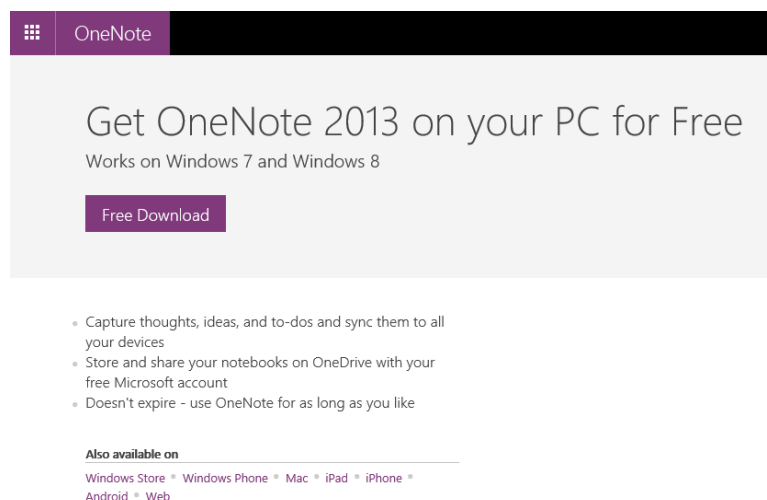 OneNote
Get OneNote 2013 on your PC for Free
Works on Windows 7 and Windows 8
Free Download
Capture thoughts, ideas, and to-dos and sync them to all
your devices
Store and share your notebooks on OneDrive with your
free Microsoft account
Doesn't expire - use OneNote for as long as you like
Also available on
Windows Store Windows Phone Mac iPad iPhone
Android Web